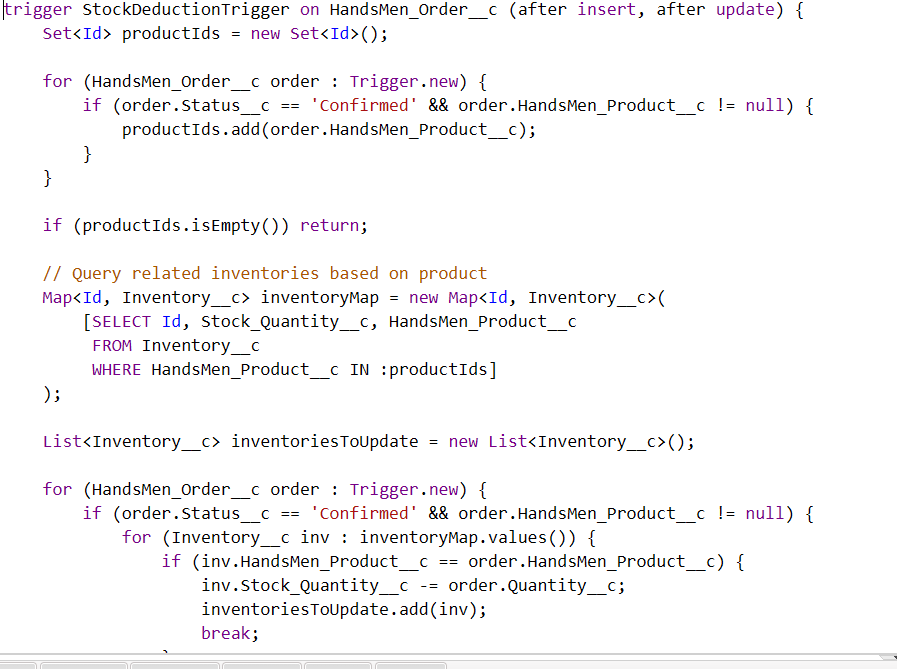 trigger StockDeductionTrigger on HandsMen_Order__c (after insert, after update) {
    Set<Id> productIds = new Set<Id>();

    for (HandsMen_Order__c order : Trigger.new) {
        if (order.Status__c == 'Confirmed' && order.HandsMen_Product__c != null) {
            productIds.add(order.HandsMen_Product__c);
        }
    }

    if (productIds.isEmpty()) return;

    // Query related inventories based on product
    Map<Id, Inventory__c> inventoryMap = new Map<Id, Inventory__c>(
        [SELECT Id, Stock_Quantity__c, HandsMen_Product__c
         FROM Inventory__c
         WHERE HandsMen_Product__c IN :productIds]
    );

    List<Inventory__c> inventoriesToUpdate = new List<Inventory__c>();

    for (HandsMen_Order__c order : Trigger.new) {
        if (order.Status__c == 'Confirmed' && order.HandsMen_Product__c != null) {
            for (Inventory__c inv : inventoryMap.values()) {
                if (inv.HandsMen_Product__c == order.HandsMen_Product__c) {
                    inv.Stock_Quantity__c -= order.Quantity__c;
                    inventoriesToUpdate.add(inv);
                    break;